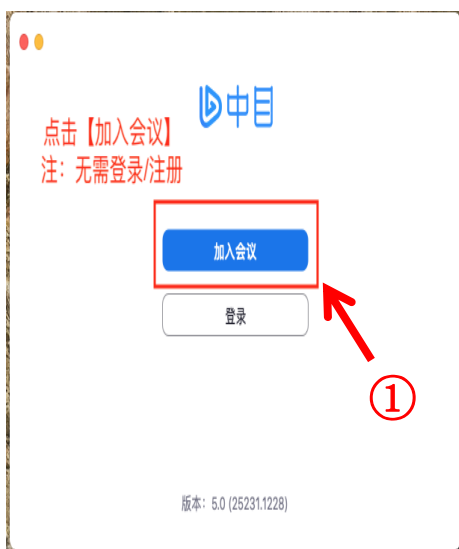 中目
点击【加入会议】
注：无需登录/注册
加入会议
登录
①
版本：5.0 (25231.1228)